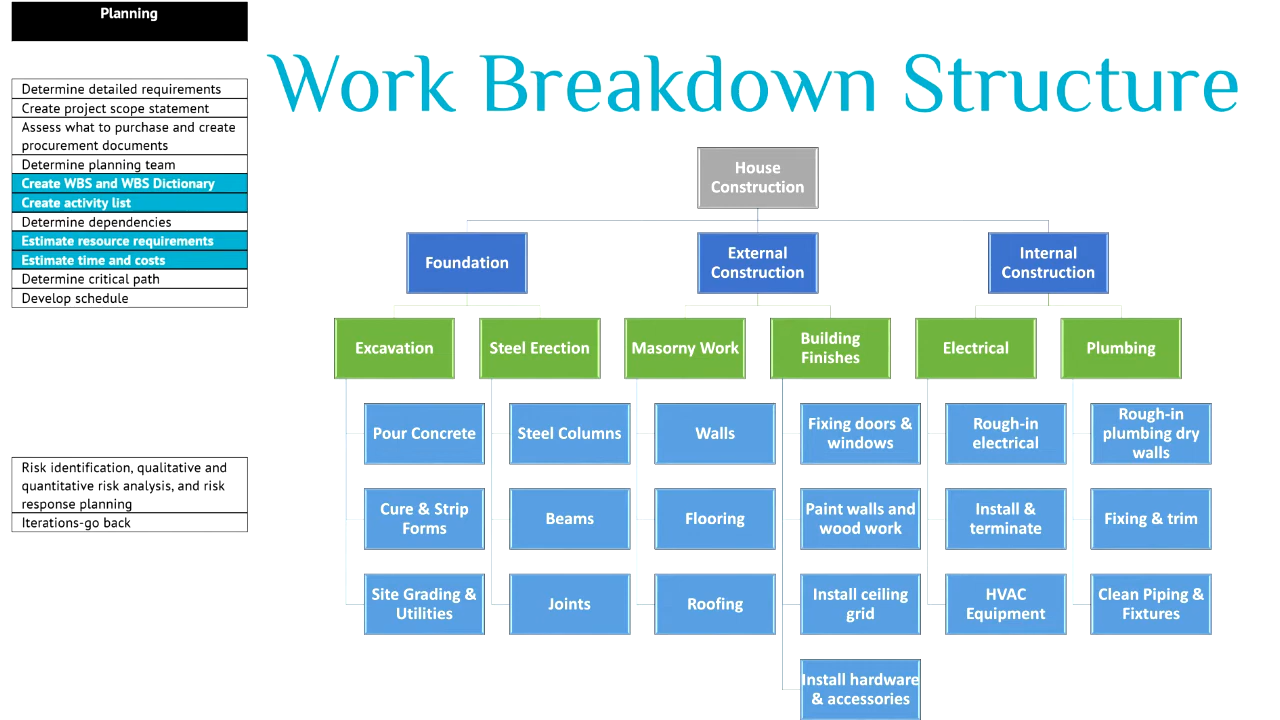 Planning
Determine detailed requirements
Create project scope statement
Assess what to purchase and create
procurement documents
Determine planning team
Create WBS and WBS Dictionary
Create activity list
Determine dependencies
Estimate resource requirements
Estimate time and costs
Determine critical path
Develop schedule
Risk identification, qualitative and
quantitative risk analysis, and risk
response planning
Iterations-go back
Work Breakdown Structure
House
Construction
Foundation
External
Construction
Internal
Construction
Excavation
Steel Erection
Masorny Work
Building
Finishes
Electrical
Plumbing
Pour Concrete
Steel Columns
Walls
Fixing doors &
windows
Rough-in
electrical
Rough-in
plumbing dry
walls
Cure & Strip
Forms
Beams
Flooring
Paint walls and
wood work
Install &
terminate
Fixing & trim
Site Grading &
Utilities
Joints
Roofing
Install ceiling
grid
HVAC
Equipment
Clean Piping &
Fixtures
Install hardware
& accessories